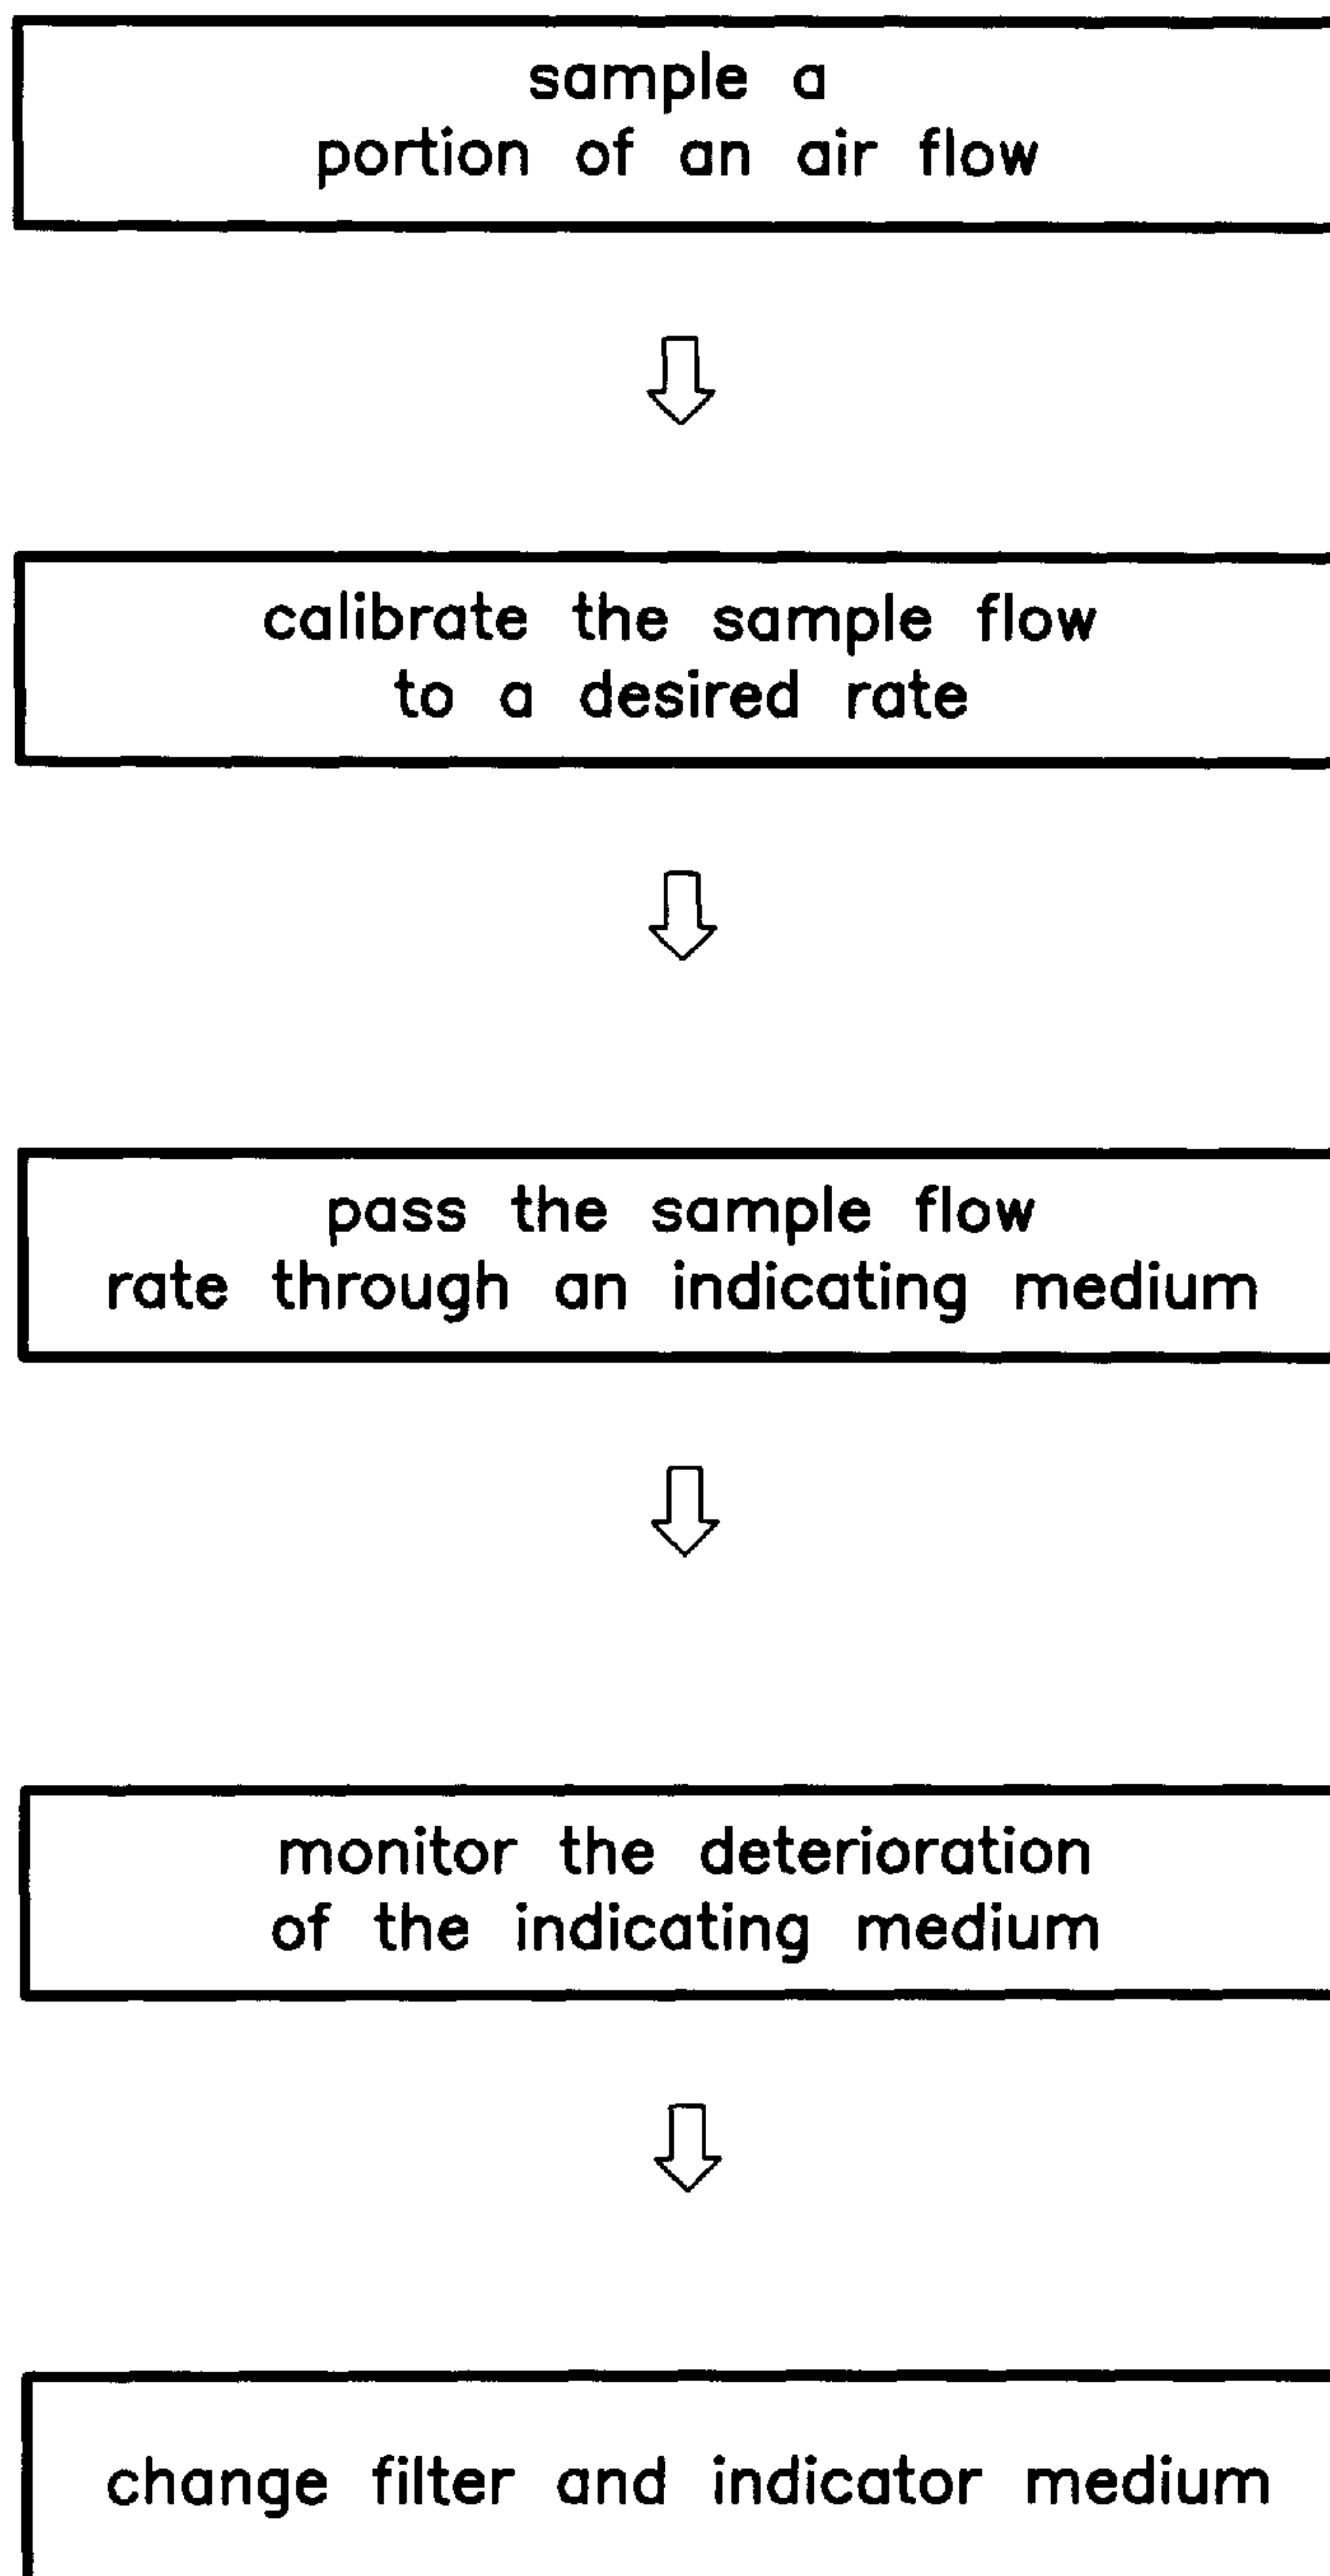 sample a
portion of an air flow
calibrate the sample flow
to a desired rate
pass the sample flow
rate through an indicating medium
monitor the deterioration
of the indicating medium
change filter and indicator medium